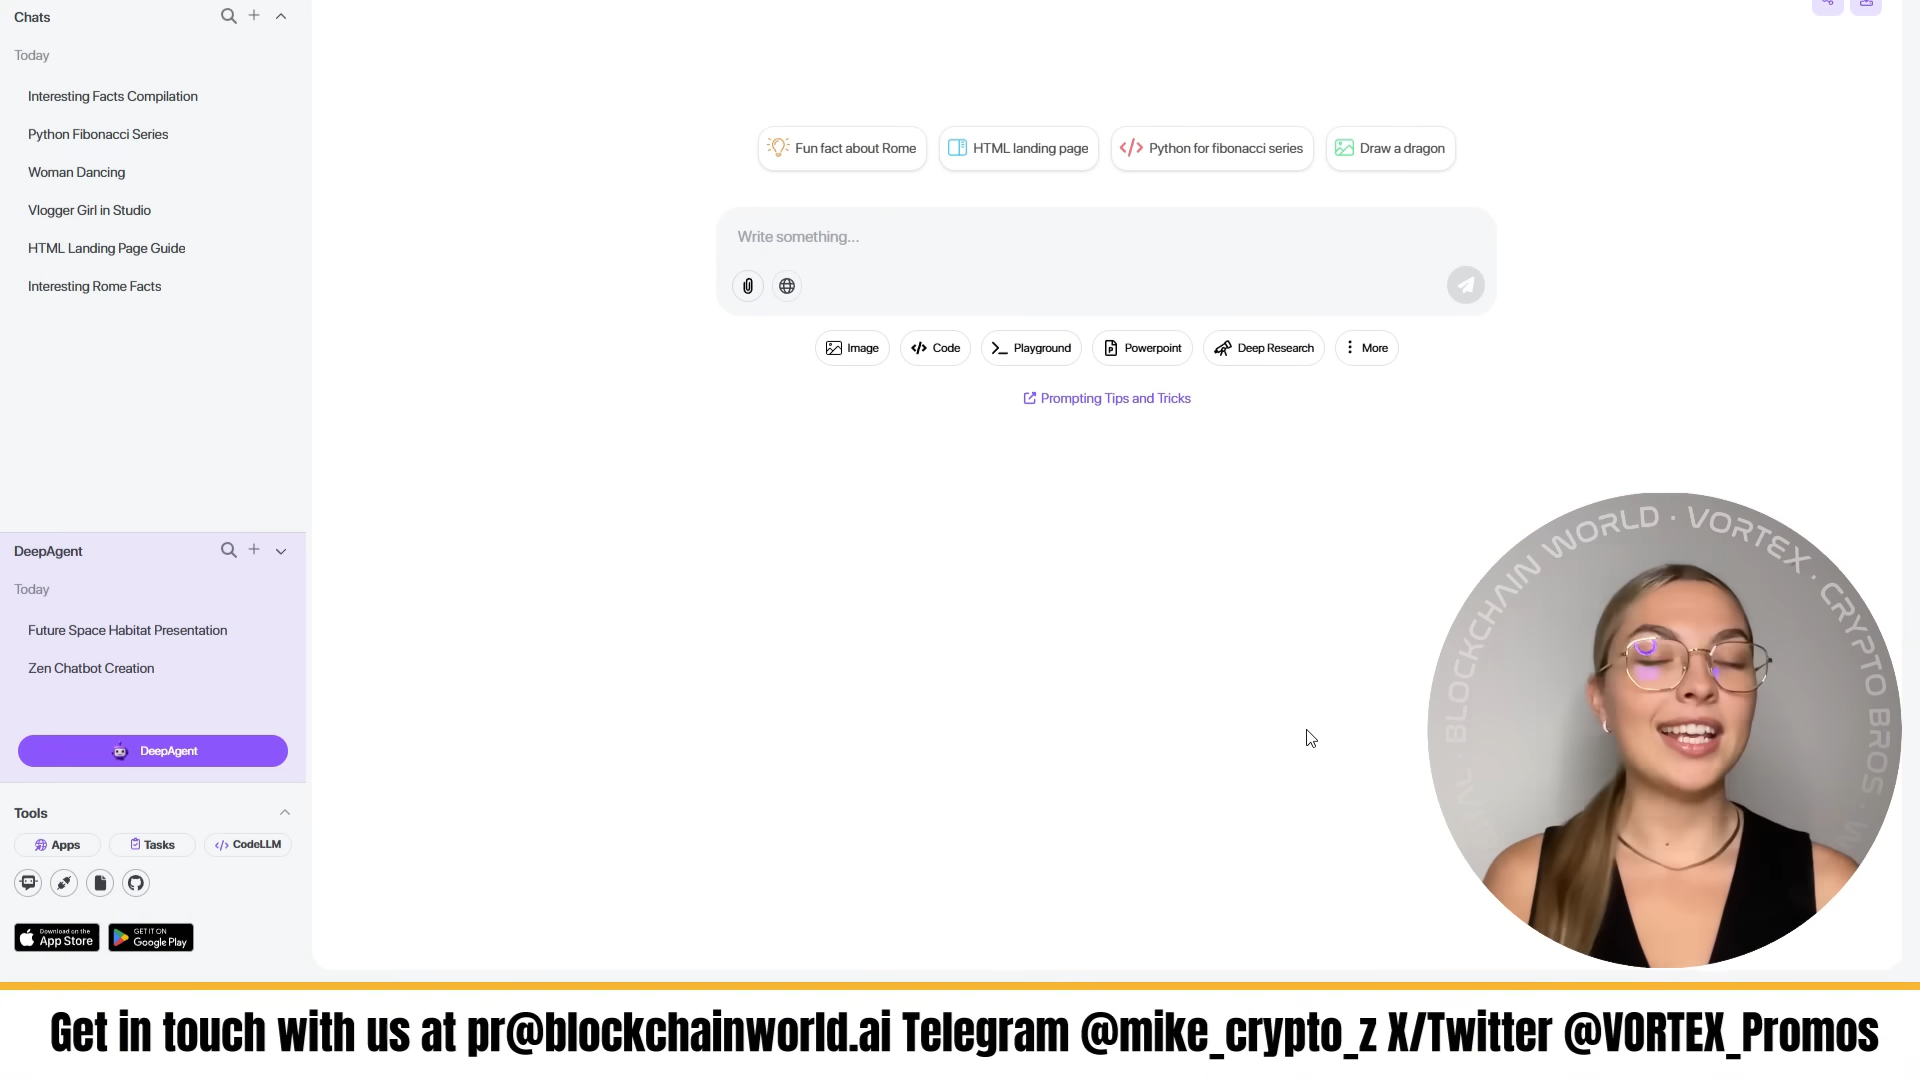 Chats
Today
Interesting Facts Compilation
Python Fibonacci Series
Woman Dancing
Vlogger Girl in Studio
HTML Landing Page Guide
Interesting Rome Facts
DeepAgent
Today
Future Space Habitat Presentation
Zen Chatbot Creation
DeepAgent
Tools
Apps Tasks CodeLLM
Download on the App Store
GET IT ON Google Play
Fun fact about Rome HTML landing page Python for fibonacci series Draw a dragon
Write something...
Image Code Playground Powerpoint Deep Research More
Prompting Tips and Tricks
BLOCKCHAIN WORLD · VORTEX · CRYPTO BROS ·
Get in touch with us at pr@blockchainworld.ai Telegram @mike_crypto_z X/Twitter @VORTEX_Promos